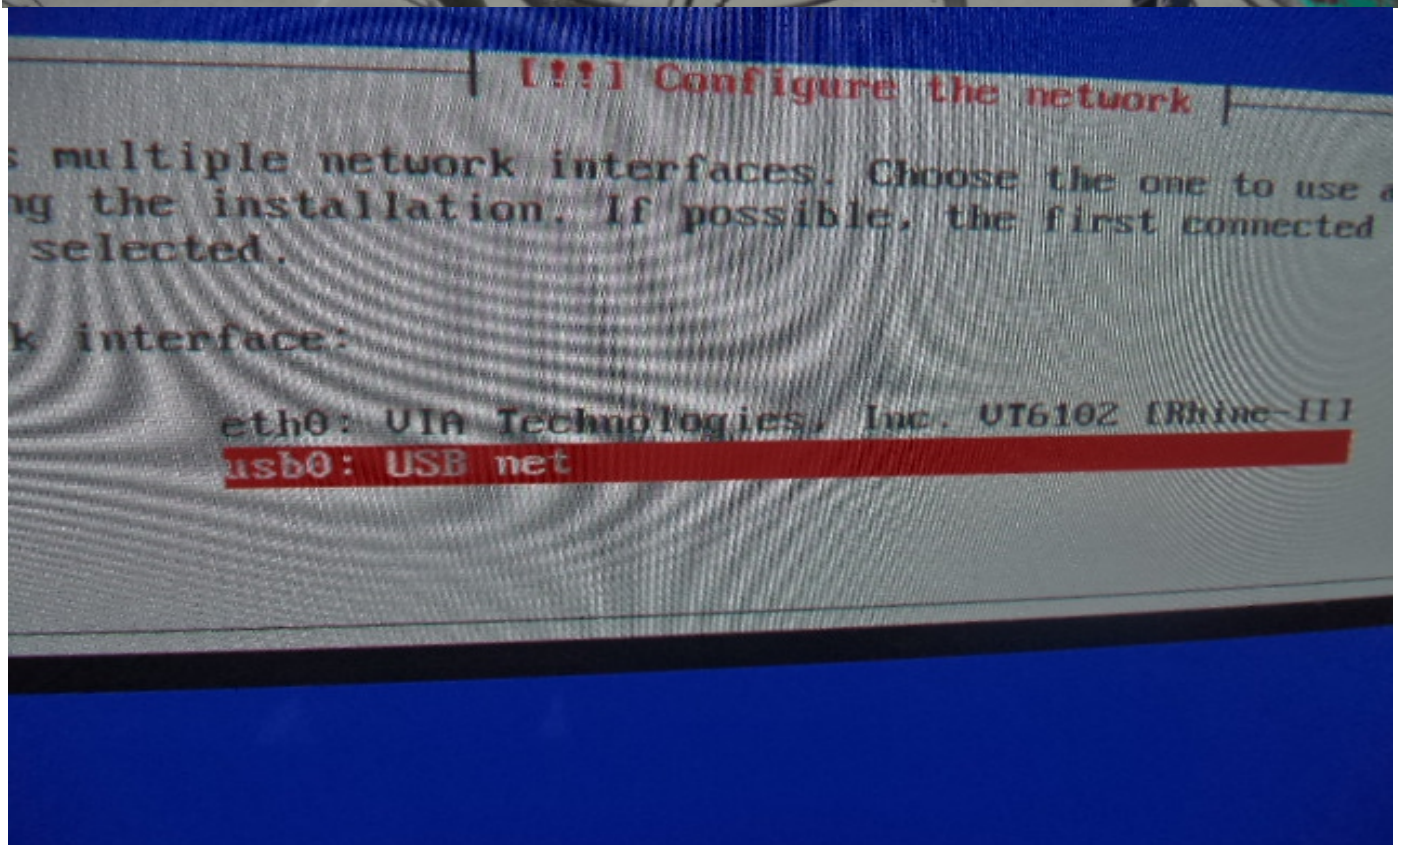 [!!] Configure the network
multiple network interfaces. Choose the one to use
the installation. If possible, the first connected
selected.
interface:
eth0: VIA Technologies, Inc. VT6102 [Rhine-II]
usb0: USB net